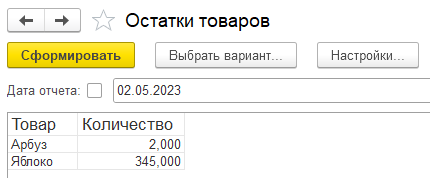 Остатки товаров
Сформировать Выбрать вариант... Настройки...
Дата отчета: 02.05.2023
Товар Количество
Арбуз 2,000
Яблоко 345,000